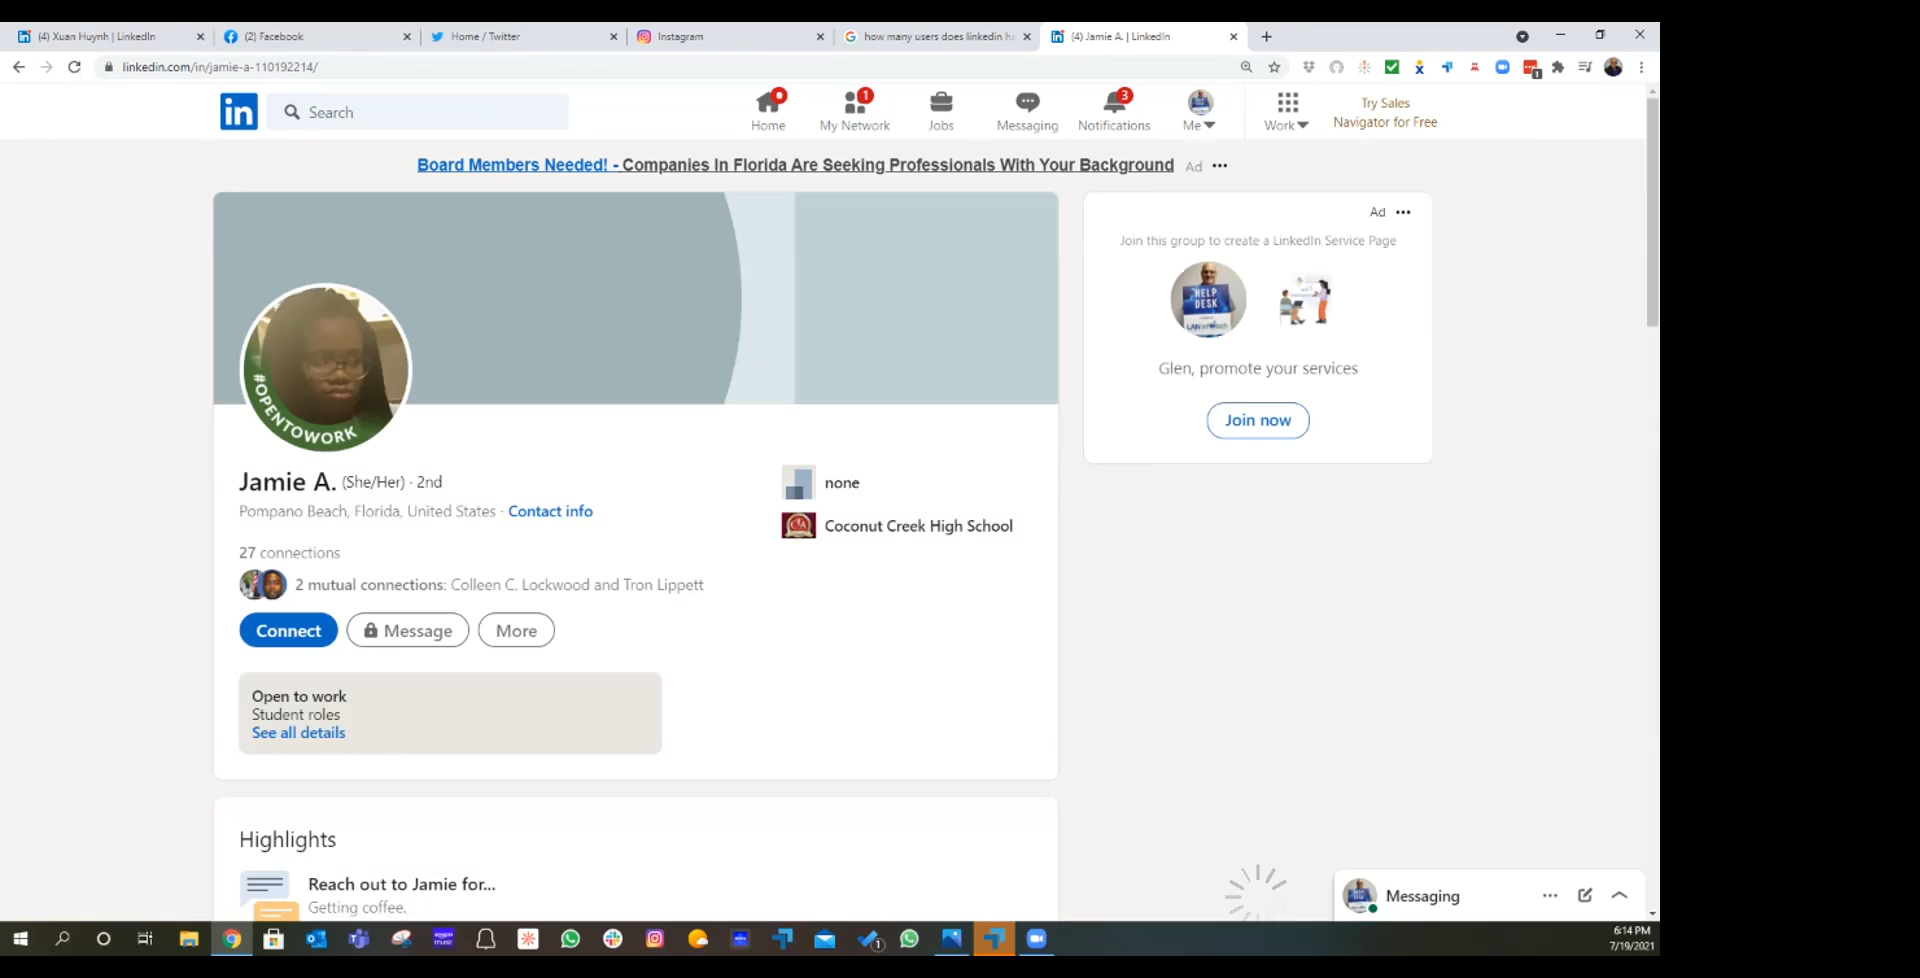 (4) Xuan Huynh | LinkedIn
(2) Facebook
Home / Twitter
Instagram
how many users does linkedin ha
(4) Jamie A. | LinkedIn
linkedin.com/in/jamie-a-110192214/
1
in
Search
Home
1
My Network
Jobs
Messaging
3
Notifications
Me
Work
Try Sales
Navigator for Free
Board Members Needed! - Companies In Florida Are Seeking Professionals With Your Background
Ad
#OPENTOWORK
Jamie A. (She/Her) · 2nd
Pompano Beach, Florida, United States · Contact info
27 connections
2 mutual connections: Colleen C. Lockwood and Tron Lippett
Connect
Message
More
none
Coconut Creek High School
Open to work
Student roles
See all details
Highlights
Reach out to Jamie for...
Getting coffee.
Ad
Join this group to create a LinkedIn Service Page
HELP
DESK
Glen, promote your services
Join now
Messaging
1
6:14 PM
7/19/2021